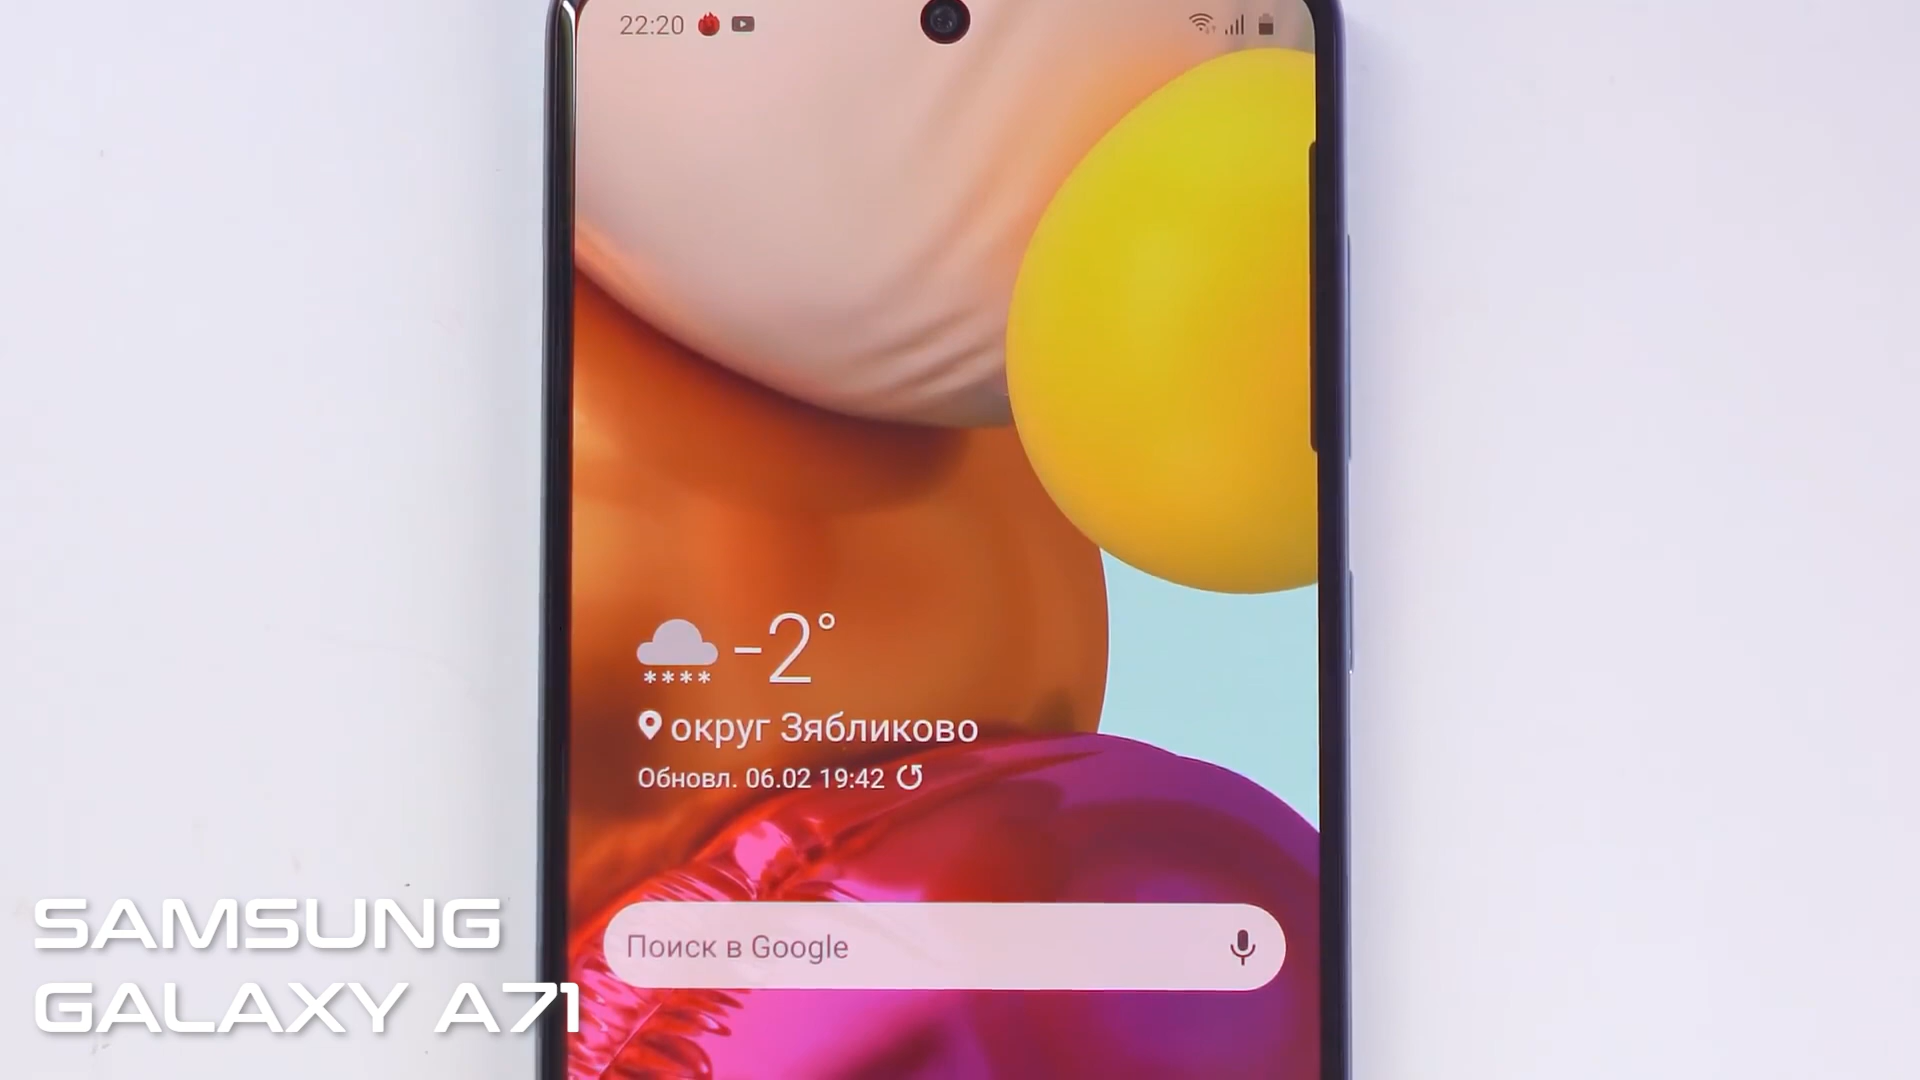 22:20
-2°
округ Зябликово
Обновл. 06.02 19:42
Поиск в Google
SAMSUNG
GALAXY A71